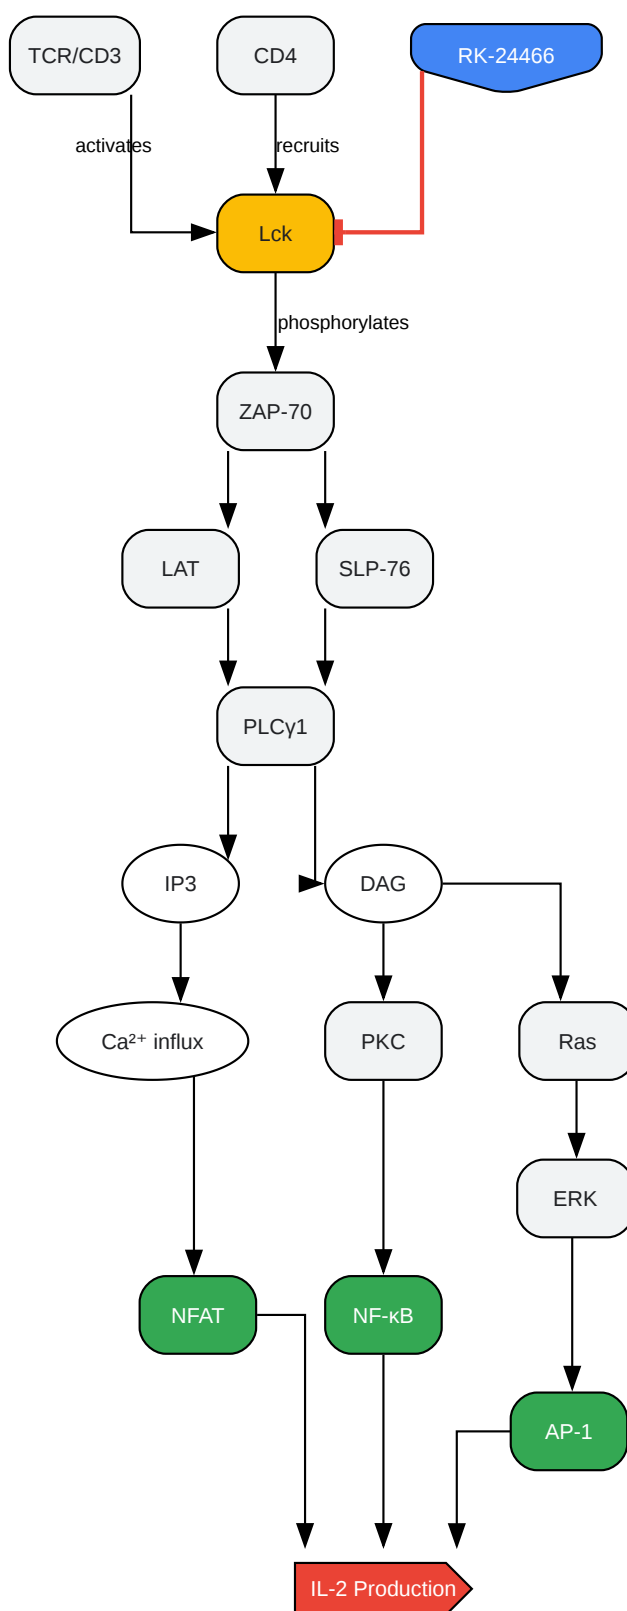 TCR/CD3
CD4
RK-24466
activates
recruits
Lck
phosphorylates
ZAP-70
LAT
SLP-76
PLCγ1
IP3
DAG
Ca²⁺ influx
PKC
Ras
ERK
NFAT
NF-κB
AP-1
IL-2 Production